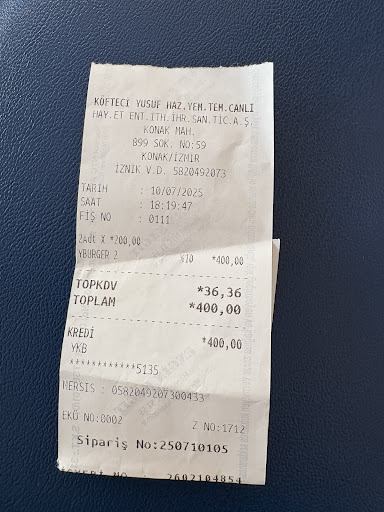 KÖFTECİ YUSUF HAZ.YEM.TEM.CANLI
HAY.ET ENT.İTH.İHR.SAN.TİC.A.Ş.
KONAK MAH.
899 SOK. NO:59
KONAK/İZMİR
İZNİK V.D. 5820492073
TARİH : 10/07/2025
SAAT : 18:19:47
FİŞ NO : 0111
2Adt X *200,00
YBURGER 2 %10 *400,00
TOPKDV *36,36
TOPLAM *400,00
KREDİ *400,00
YKB
************5135
MERSIS : 0582049207300433
EKÜ NO:0002 Z NO:1712
Sipariş No:250710105
NO 2602104854